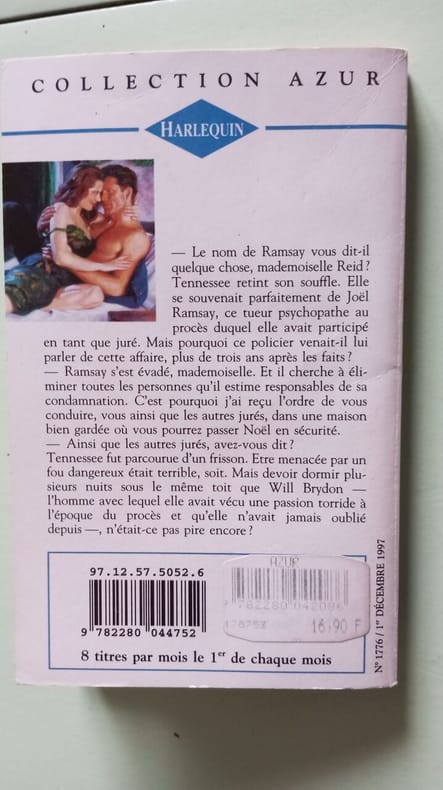 COLLECTION AZUR
HARLEQUIN
— Le nom de Ramsay vous dit-il
quelque chose, mademoiselle Reid ?
Tennessee retint son souffle. Elle
se souvenait parfaitement de Joël
Ramsay, ce tueur psychopathe au
procès duquel elle avait participé
en tant que juré. Mais pourquoi ce policier venait-il lui
parler de cette affaire, plus de trois ans après les faits ?
— Ramsay s'est évadé, mademoiselle. Et il cherche à éli-
miner toutes les personnes qu'il estime responsables de sa
condamnation. C'est pourquoi j'ai reçu l'ordre de vous
conduire, vous ainsi que les autres jurés, dans une maison
bien gardée où vous pourrez passer Noël en sécurité.
— Ainsi que les autres jurés, avez-vous dit ?
Tennessee fut parcourue d'un frisson. Etre menacée par un
fou dangereux était terrible, soit. Mais devoir dormir plu-
sieurs nuits sous le même toit que Will Brydon —
l'homme avec lequel elle avait vécu une passion torride à
l'époque du procès et qu'elle n'avait jamais oublié
depuis —, n'était-ce pas pire encore ?
97.12.57.5052.6
9 782280 044752
AZUR
16.90 F
8 titres par mois le 1er de chaque mois
N° 1776 / 1er DÉCEMBRE 1997